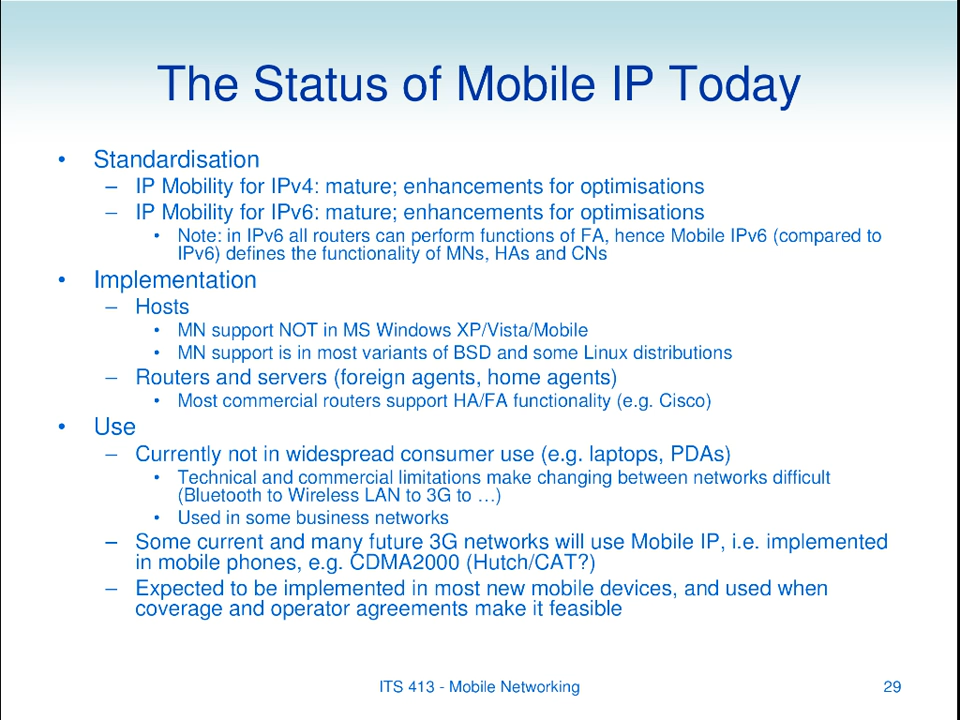 The Status of Mobile IP Today
• Standardisation
– IP Mobility for IPv4: mature; enhancements for optimisations
– IP Mobility for IPv6: mature; enhancements for optimisations
• Note: in IPv6 all routers can perform functions of FA, hence Mobile IPv6 (compared to
IPv6) defines the functionality of MNs, HAs and CNs
• Implementation
– Hosts
• MN support NOT in MS Windows XP/Vista/Mobile
• MN support is in most variants of BSD and some Linux distributions
– Routers and servers (foreign agents, home agents)
• Most commercial routers support HA/FA functionality (e.g. Cisco)
• Use
– Currently not in widespread consumer use (e.g. laptops, PDAs)
• Technical and commercial limitations make changing between networks difficult
(Bluetooth to Wireless LAN to 3G to …)
• Used in some business networks
– Some current and many future 3G networks will use Mobile IP, i.e. implemented
in mobile phones, e.g. CDMA2000 (Hutch/CAT?)
– Expected to be implemented in most new mobile devices, and used when
coverage and operator agreements make it feasible
ITS 413 - Mobile Networking
29